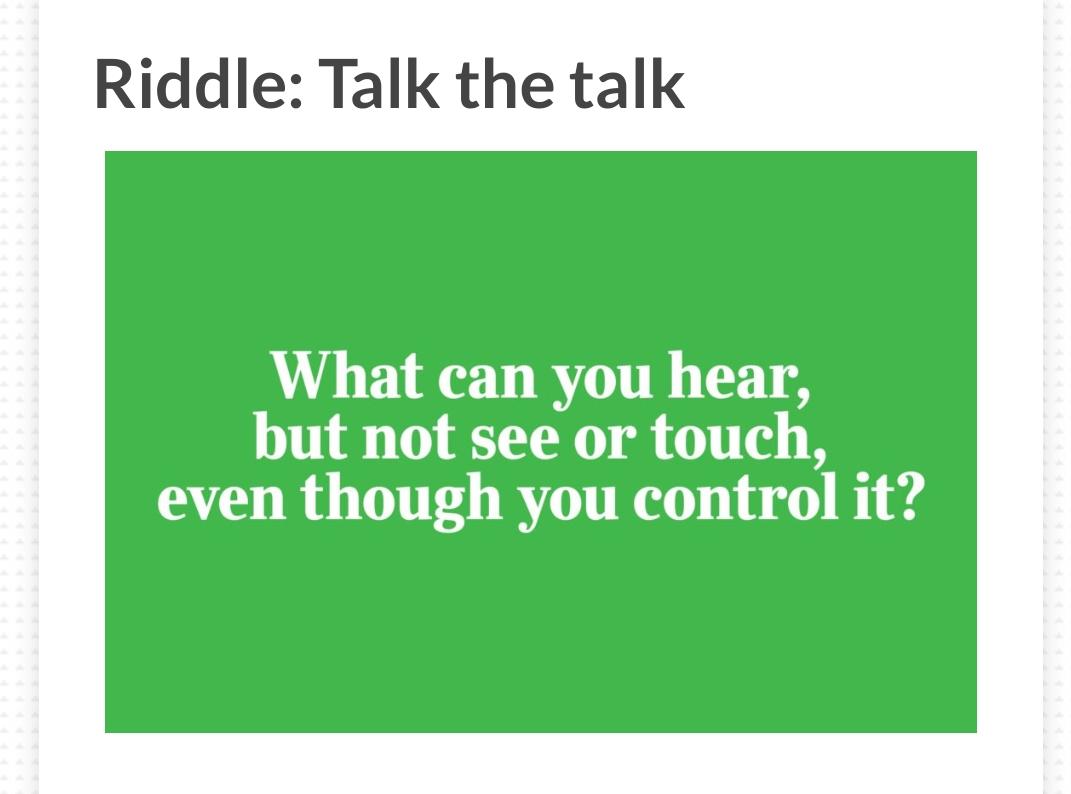 Riddle: Talk the talk
What can you hear,
but not see or touch,
even though you control it?